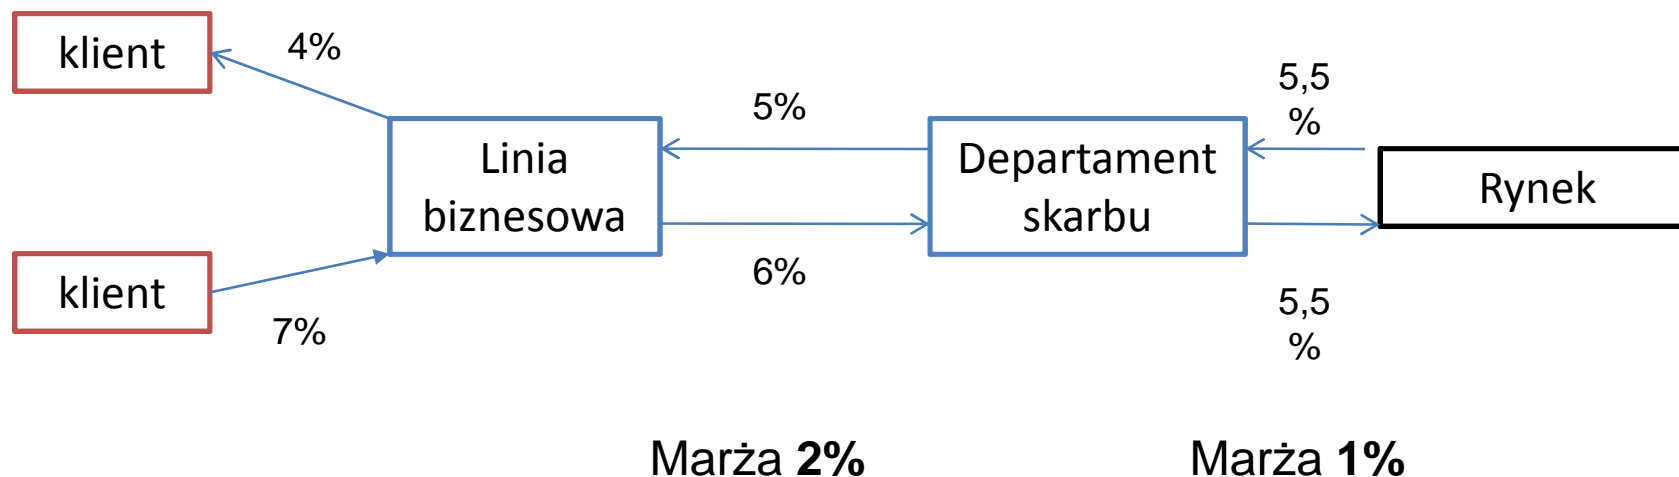 klient
4%
5%
5,5
%
Linia
biznesowa
Departament
skarbu
Rynek
klient
7%
6%
5,5
%
Marża 2%
Marża 1%